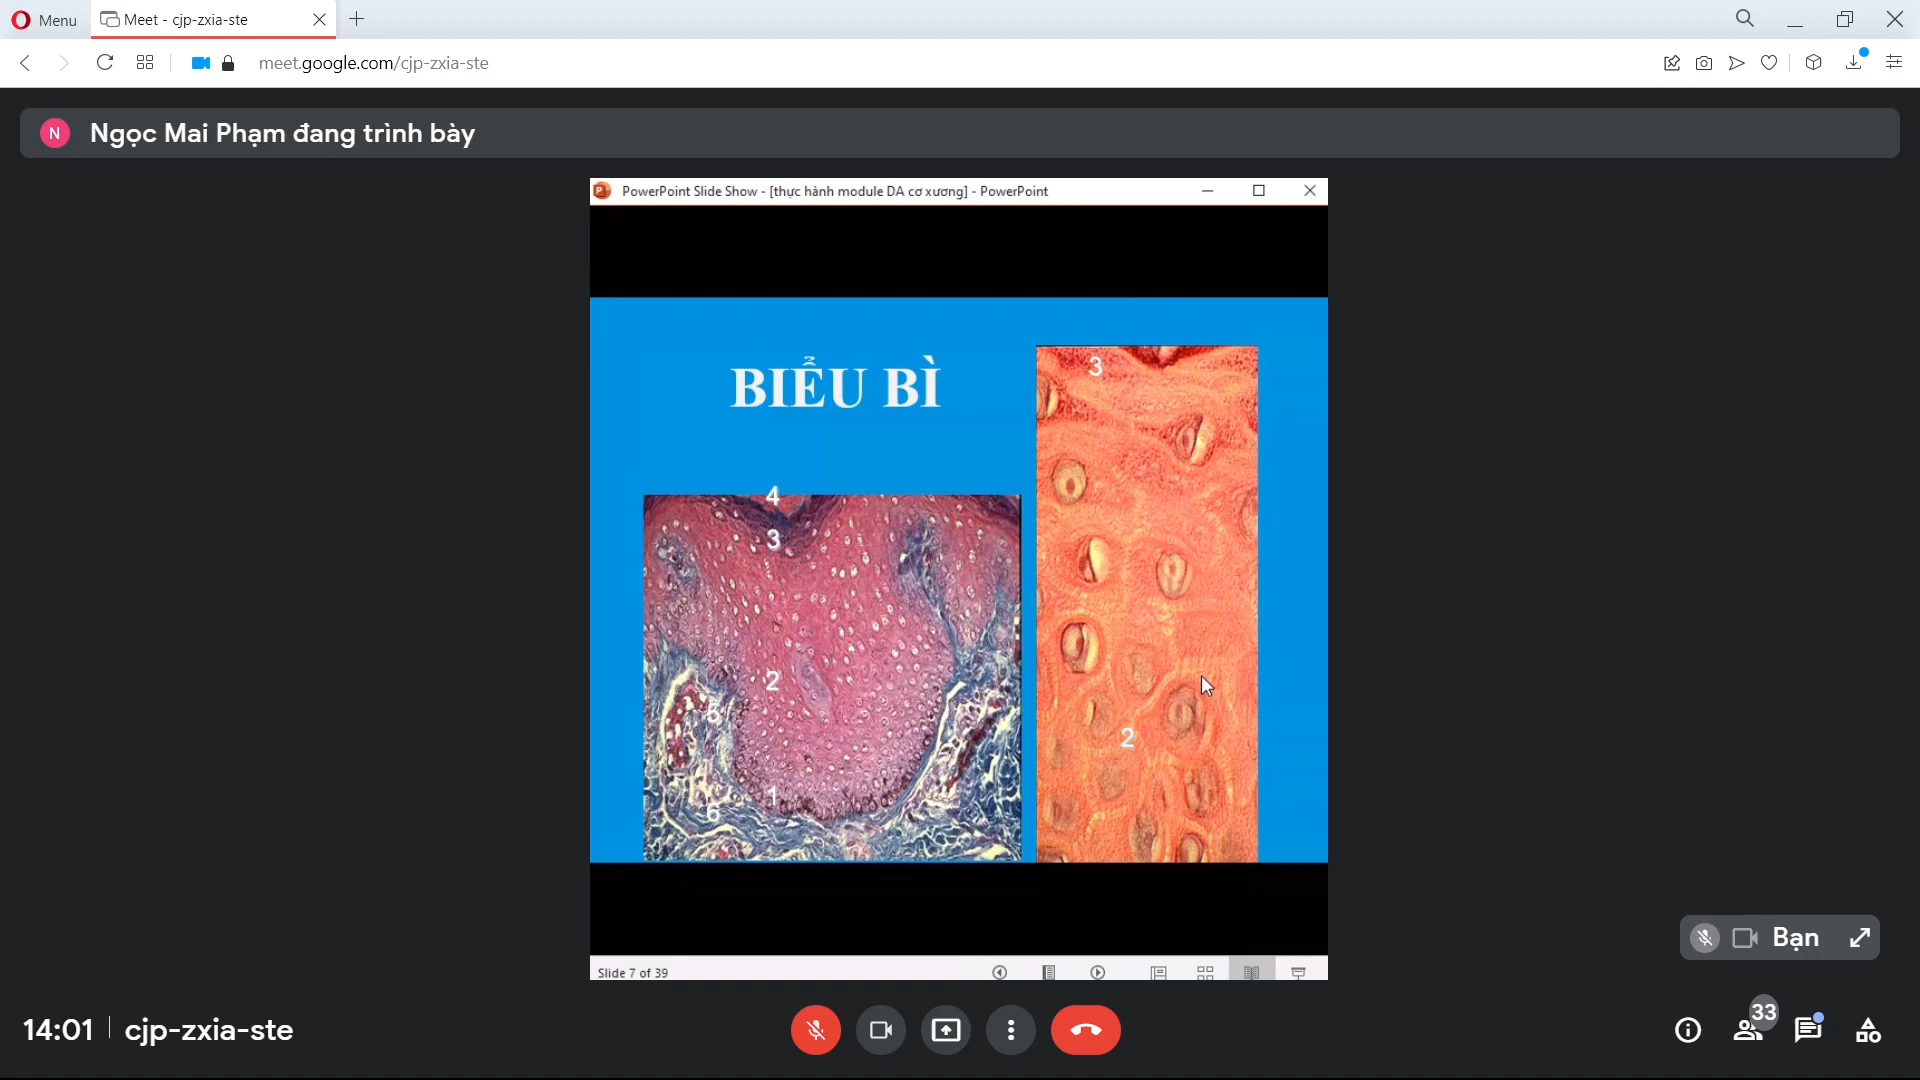 Menu
Meet - cjp-zxia-ste
meet.google.com/cjp-zxia-ste
N
Ngọc Mai Phạm đang trình bày
PowerPoint Slide Show - [thực hành module DA cơ xương] - PowerPoint
BIỂU BÌ
3
4
3
2
1
6
2
Slide 7 of 39
Bạn
14:01
cjp-zxia-ste
33